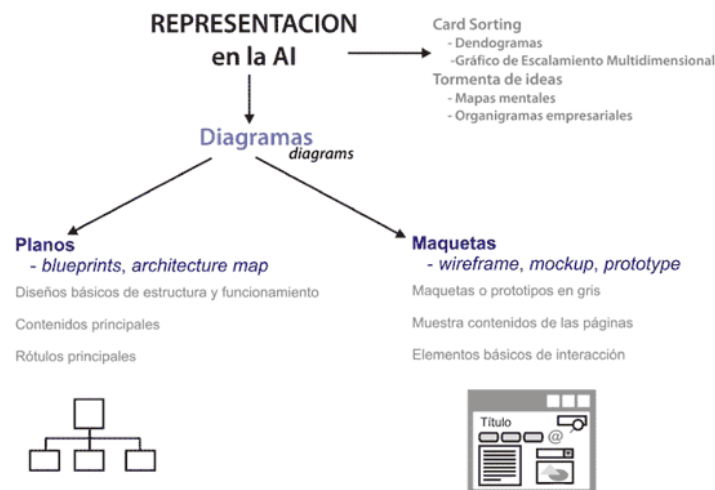 REPRESENTACION
en la AI
Card Sorting
- Dendogramas
-Gráfico de Escalamiento Multidimensional
Tormenta de ideas
- Mapas mentales
- Organigramas empresariales
Diagramas
diagrams
Planos
- blueprints, architecture map
Diseños básicos de estructura y funcionamiento
Contenidos principales
Rótulos principales
Maquetas
- wireframe, mockup, prototype
Maquetas o prototipos en gris
Muestra contenidos de las páginas
Elementos básicos de interacción
Título
@